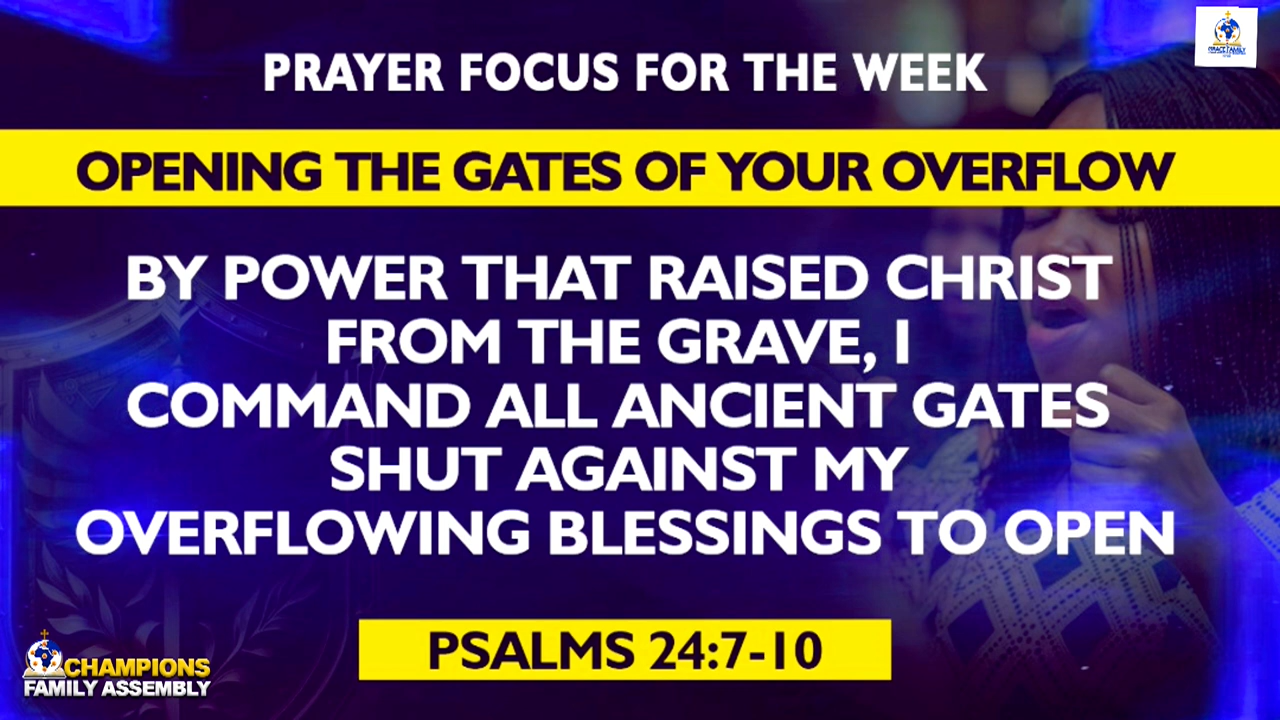 PRAYER FOCUS FOR THE WEEK
OPENING THE GATES OF YOUR OVERFLOW
BY POWER THAT RAISED CHRIST
FROM THE GRAVE, I
COMMAND ALL ANCIENT GATES
SHUT AGAINST MY
OVERFLOWING BLESSINGS TO OPEN
PSALMS 24:7-10
CHAMPIONS
FAMILY ASSEMBLY